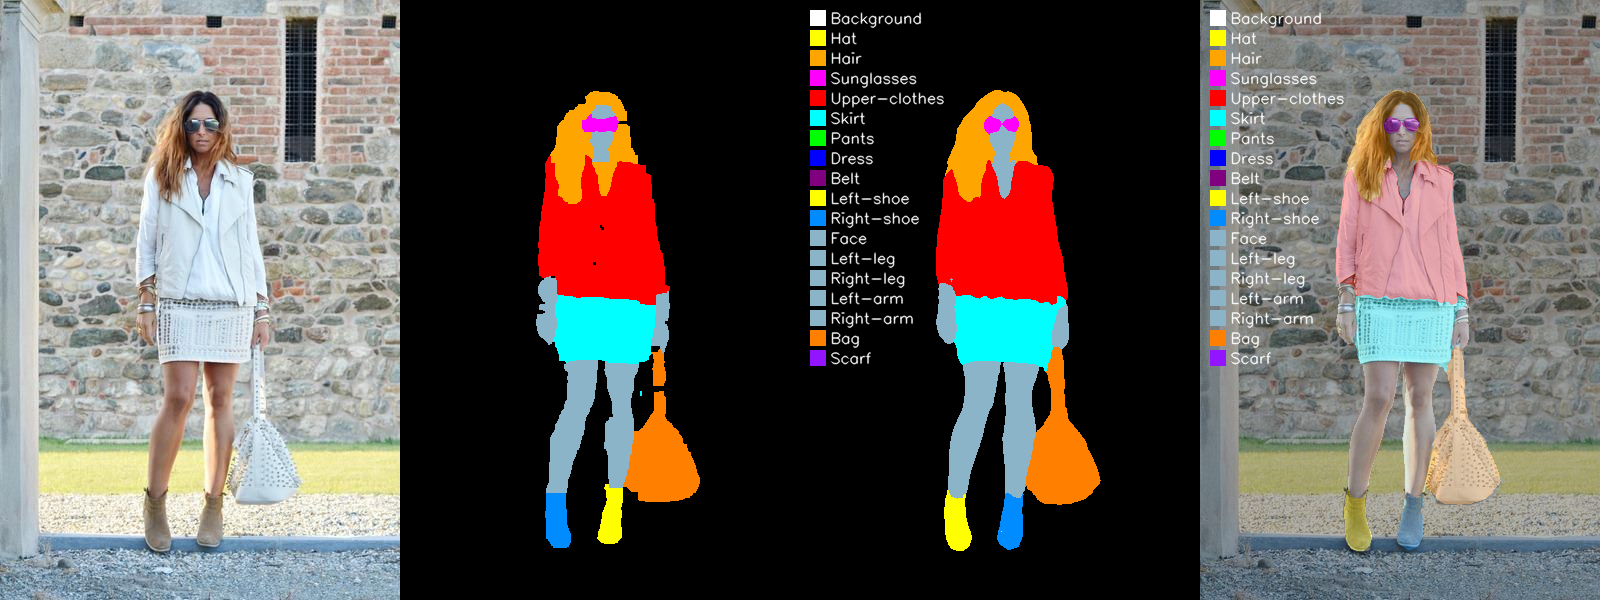 Background
Hat
Hair
Sunglasses
Upper-clothes
Skirt
Pants
Dress
Belt
Left-shoe
Right-shoe
Face
Left-leg
Right-leg
Left-arm
Right-arm
Bag
Scarf
Background
Hat
Hair
Sunglasses
Upper-clothes
Skirt
Pants
Dress
Belt
Left-shoe
Right-shoe
Face
Left-leg
Right-leg
Left-arm
Right-arm
Bag
Scarf